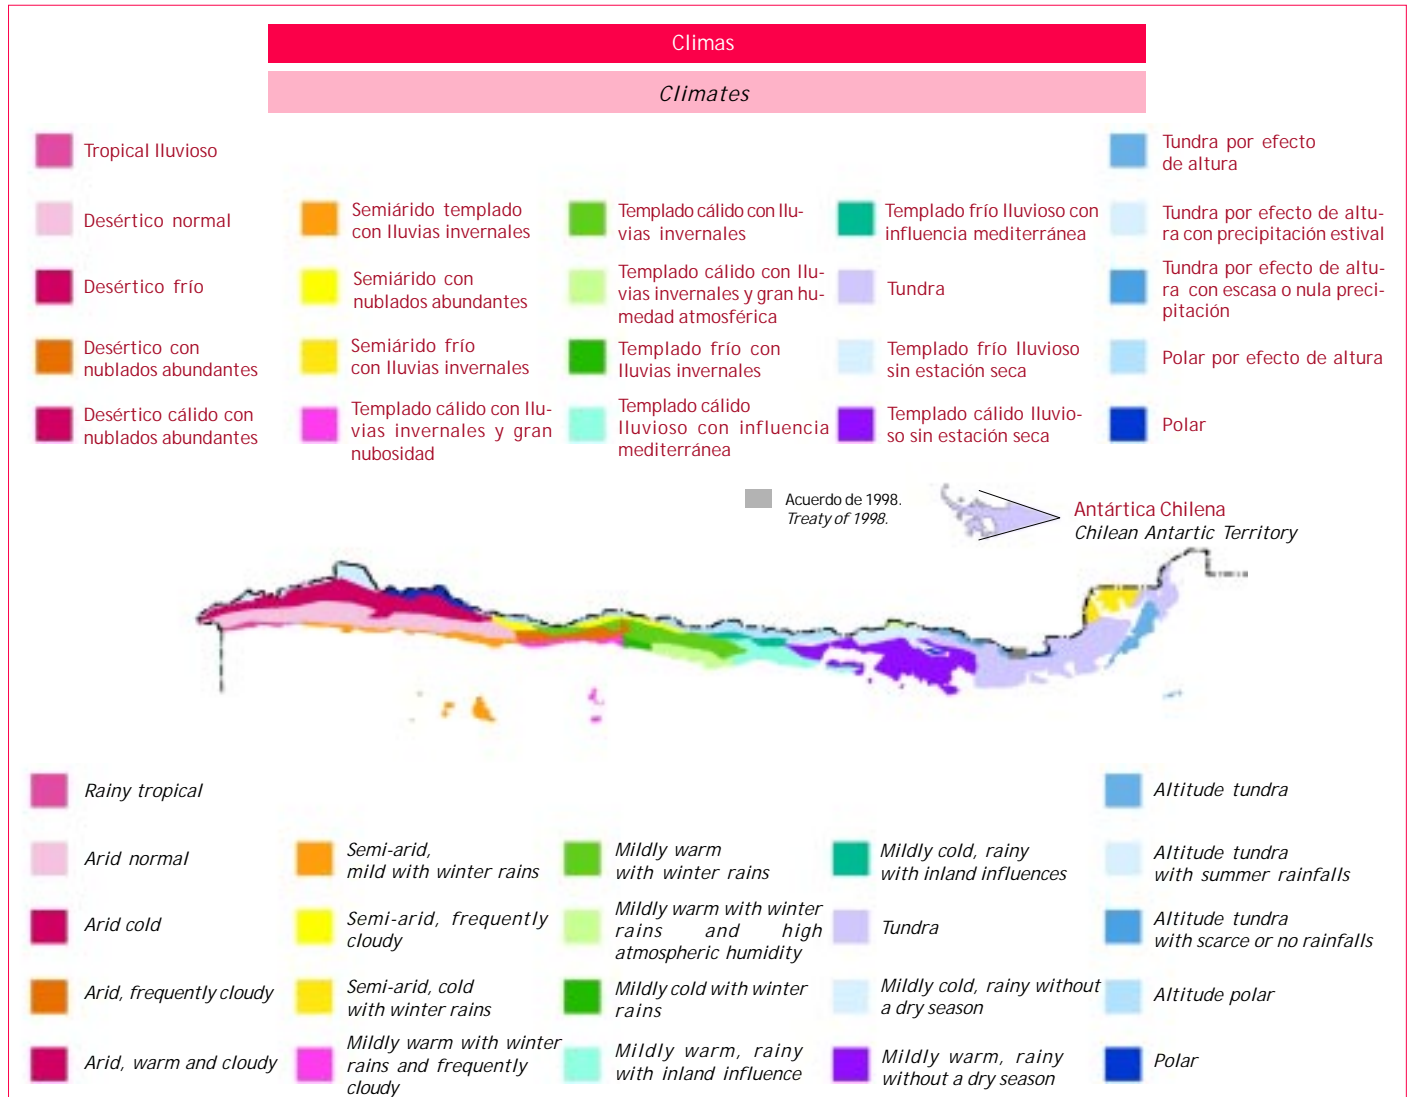 Climas
Climates
Tropical lluvioso
Desértico normal
Desértico frío
Desértico con
nublados abundantes
Desértico cálido con
nublados abundantes
Semiárido templado
con lluvias invernales
Semiárido con
nublados abundantes
Semiárido frío
con lluvias invernales
Templado cálido con llu-
vias invernales y gran
nubosidad
Templado cálido con llu-
vias invernales
Templado cálido con llu-
vias invernales y gran hu-
medad atmosférica
Templado frío con
lluvias invernales
Templado cálido
lluvioso con influencia
mediterránea
Templado frío lluvioso con
influencia mediterránea
Tundra
Templado frío lluvioso
sin estación seca
Templado cálido lluvio-
so sin estación seca
Tundra por efecto
de altura
Tundra por efecto de altu-
ra con precipitación estival
Tundra por efecto de altu-
ra con escasa o nula preci-
pitación
Polar por efecto de altura
Polar
Acuerdo de 1998.
Treaty of 1998.
Antártica Chilena
Chilean Antartic Territory
Rainy tropical
Arid normal
Arid cold
Arid, frequently cloudy
Arid, warm and cloudy
Semi-arid,
mild with winter rains
Semi-arid, frequently
cloudy
Semi-arid, cold
with winter rains
Mildly warm with winter
rains and frequently
cloudy
Mildly warm
with winter rains
Mildly warm with winter
rains and high
atmospheric humidity
Mildly cold with winter
rains
Mildly warm, rainy
with inland influence
Mildly cold, rainy
with inland influences
Tundra
Mildly cold, rainy without
a dry season
Mildly warm, rainy
without a dry season
Altitude tundra
Altitude tundra
with summer rainfalls
Altitude tundra
with scarce or no rainfalls
Altitude polar
Polar